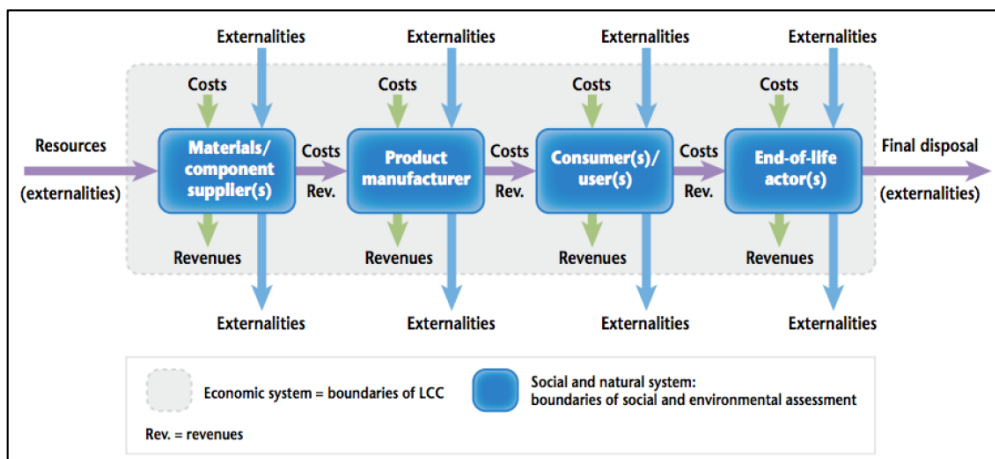 Externalities
Externalities
Externalities
Externalities
Costs
Costs
Costs
Costs
Resources
(externalities)
Materials/
component
supplier(s)
Costs
Rev.
Product
manufacturer
Costs
Rev.
Consumer(s)/
user(s)
Costs
Rev.
End-of-life
actor(s)
Final disposal
(externalities)
Revenues
Revenues
Revenues
Revenues
Externalities
Externalities
Externalities
Externalities
Economic system = boundaries of LCC
Social and natural system:
boundaries of social and environmental assessment
Rev. = revenues